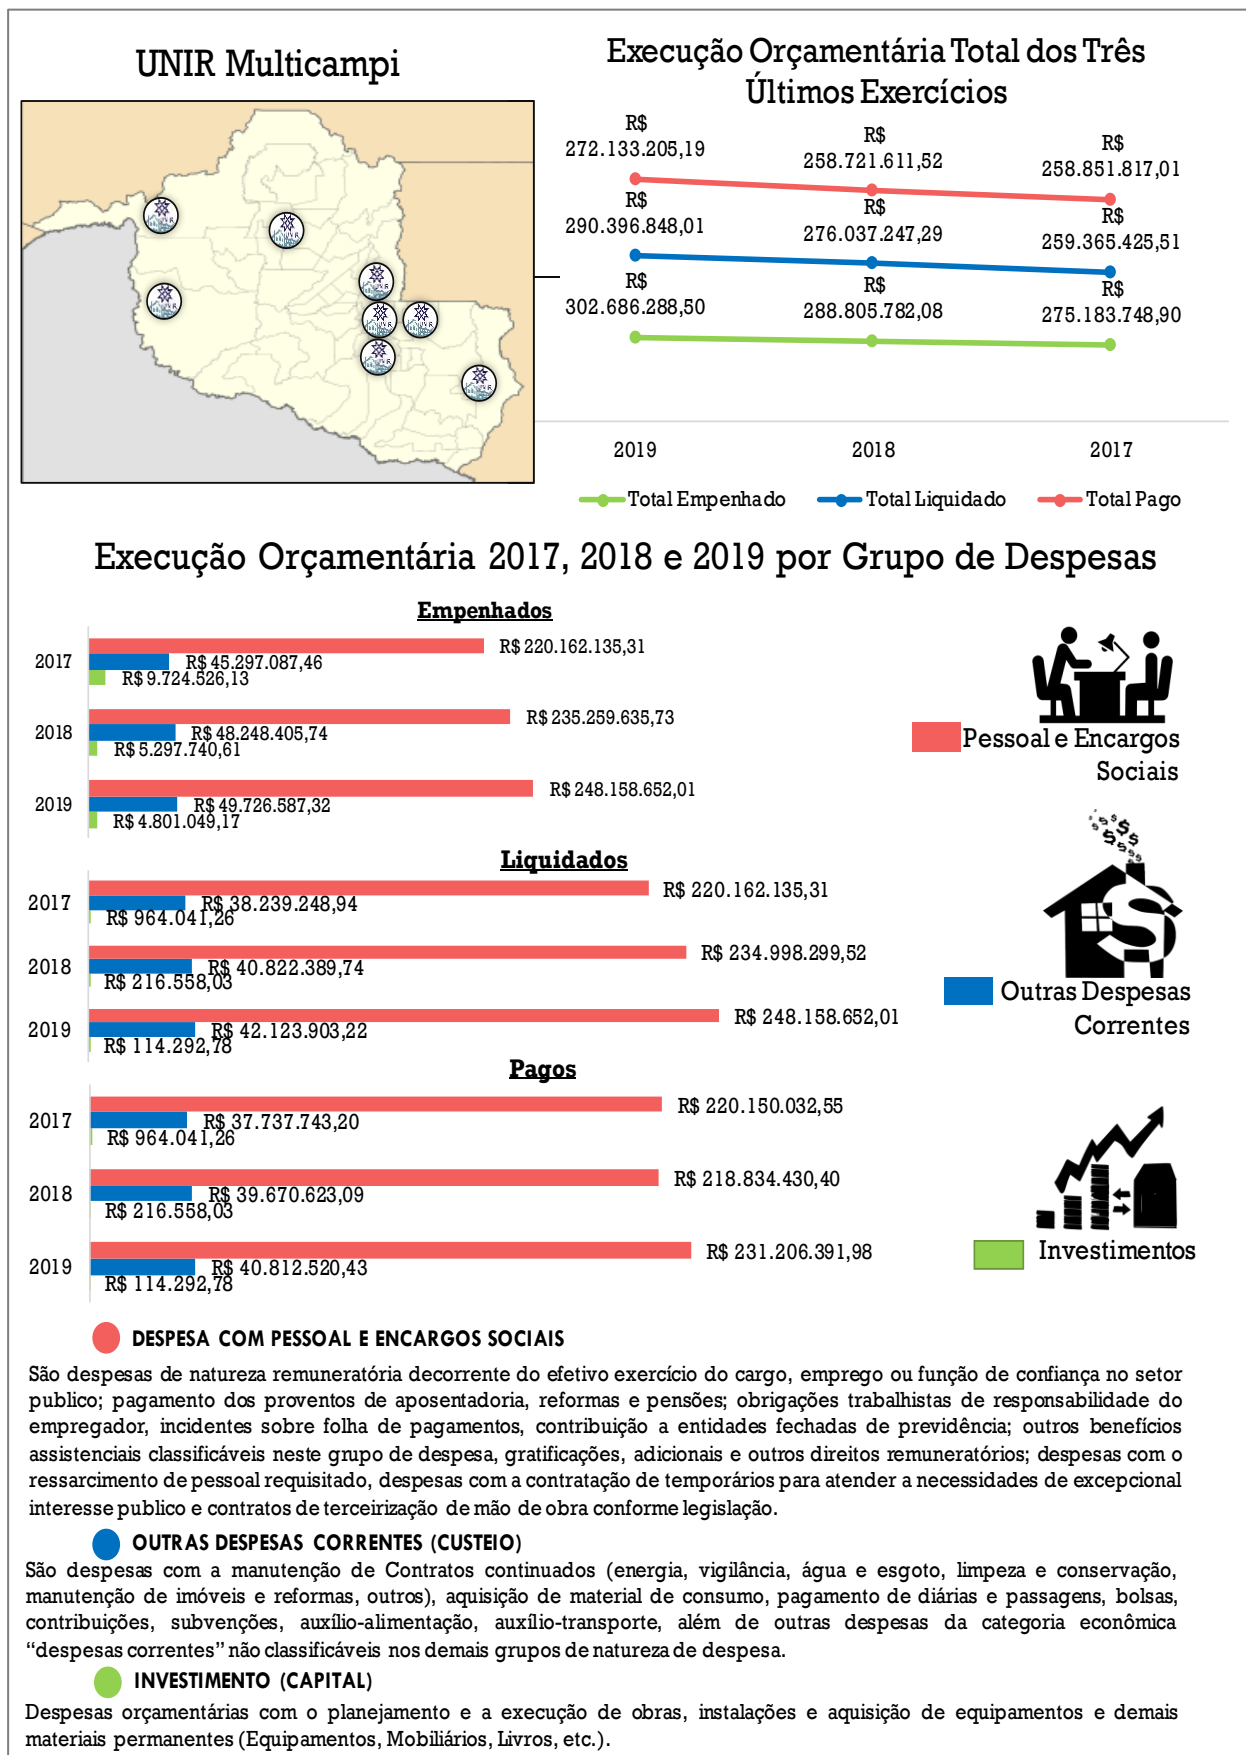 UNIR Multicampi
Execução Orçamentária Total dos Três
Últimos Exercícios
R$
272.133.205,19
R$
258.721.611,52
R$
258.851.817,01
R$
290.396.848,01
R$
276.037.247,29
R$
259.365.425,51
R$
302.686.288,50
R$
288.805.782,08
R$
275.183.748,90
2019
2018
2017
Total Empenhado
Total Liquidado
Total Pago
Execução Orçamentária 2017, 2018 e 2019 por Grupo de Despesas
Empenhados
2017
R$ 220.162.135,31
R$ 45.297.087,46
R$ 9.724.526,13
2018
R$ 235.259.635,73
R$ 48.248.405,74
R$ 5.297.740,61
2019
R$ 248.158.652,01
R$ 49.726.587,32
R$ 4.801.049,17
Pessoal e Encargos
Sociais
Liquidados
2017
R$ 220.162.135,31
R$ 38.239.248,94
R$ 964.041,26
2018
R$ 234.998.299,52
R$ 40.822.389,74
R$ 216.558,03
2019
R$ 248.158.652,01
R$ 42.123.903,22
R$ 114.292,78
Outras Despesas
Correntes
Pagos
2017
R$ 220.150.032,55
R$ 37.737.743,20
R$ 964.041,26
2018
R$ 218.834.430,40
R$ 39.670.623,09
R$ 216.558,03
2019
R$ 231.206.391,98
R$ 40.812.520,43
R$ 114.292,78
Investimentos
DESPESA COM PESSOAL E ENCARGOS SOCIAIS
São despesas de natureza remuneratória decorrente do efetivo exercício do cargo, emprego ou função de confiança no setor
publico; pagamento dos proventos de aposentadoria, reformas e pensões; obrigações trabalhistas de responsabilidade do
empregador, incidentes sobre folha de pagamentos, contribuição a entidades fechadas de previdência; outros benefícios
assistenciais classificáveis neste grupo de despesa, gratificações, adicionais e outros direitos remuneratórios; despesas com o
ressarcimento de pessoal requisitado, despesas com a contratação de temporários para atender a necessidades de excepcional
interesse publico e contratos de terceirização de mão de obra conforme legislação.
OUTRAS DESPESAS CORRENTES (CUSTEIO)
São despesas com a manutenção de Contratos continuados (energia, vigilância, água e esgoto, limpeza e conservação,
manutenção de imóveis e reformas, outros), aquisição de material de consumo, pagamento de diárias e passagens, bolsas,
contribuições, subvenções, auxílio-alimentação, auxílio-transporte, além de outras despesas da categoria econômica
“despesas correntes” não classificáveis nos demais grupos de natureza de despesa.
INVESTIMENTO (CAPITAL)
Despesas orçamentárias com o planejamento e a execução de obras, instalações e aquisição de equipamentos e demais
materiais permanentes (Equipamentos, Mobiliários, Livros, etc.).